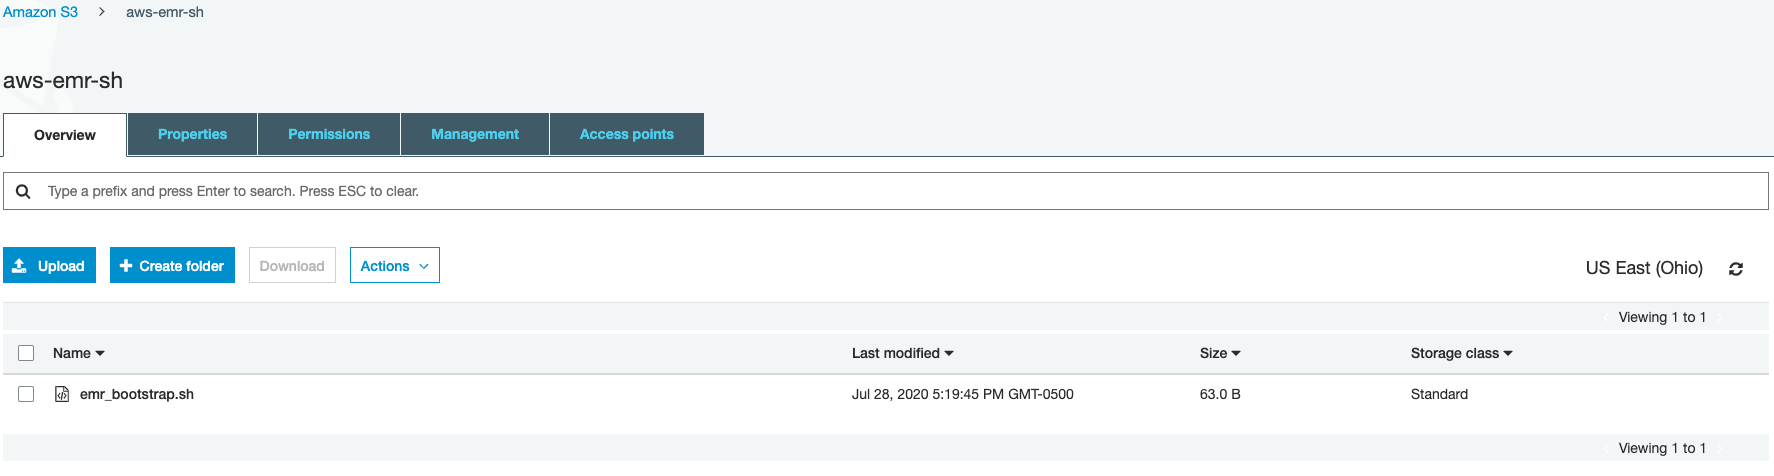 Amazon S3 > aws-emr-sh
aws-emr-sh
Overview Properties Permissions Management Access points
Type a prefix and press Enter to search. Press ESC to clear.
Upload Create folder Download Actions US East (Ohio)
Viewing 1 to 1
Name Last modified Size Storage class
emr_bootstrap.sh Jul 28, 2020 5:19:45 PM GMT-0500 63.0 B Standard
Viewing 1 to 1